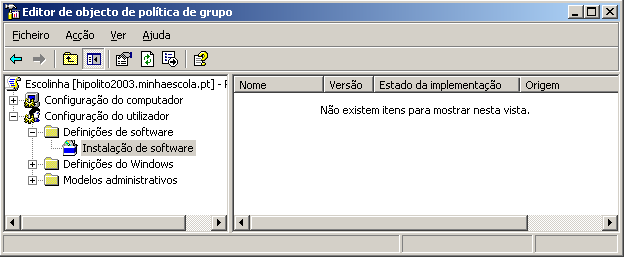 Editor de objecto de política de grupo
Ficheiro Acção Ver Ajuda
Escolinha [hipolito2003.minhaescola.pt] - F
Configuração do computador
Configuração do utilizador
Definições de software
Instalação de software
Definições do Windows
Modelos administrativos
Nome Versão Estado da implementação Origem
Não existem itens para mostrar nesta vista.